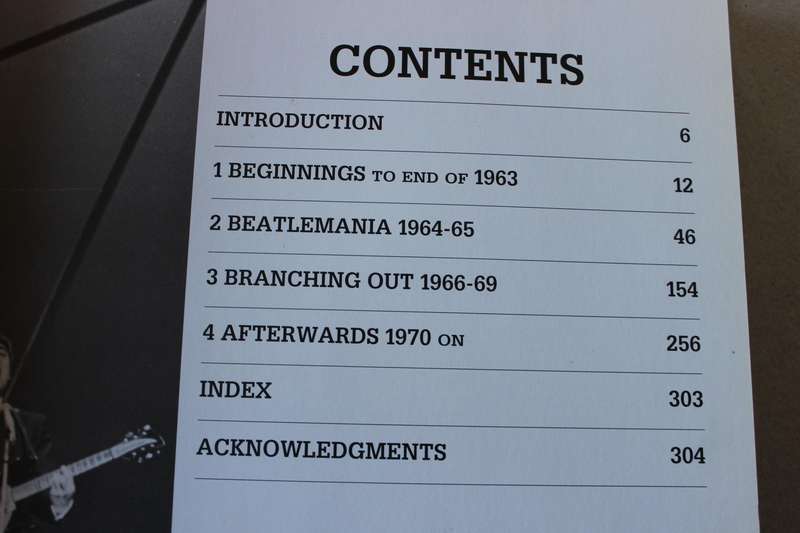 CONTENTS
INTRODUCTION 6
1 BEGINNINGS TO END OF 1963 12
2 BEATLEMANIA 1964-65 46
3 BRANCHING OUT 1966-69 154
4 AFTERWARDS 1970 ON 256
INDEX 303
ACKNOWLEDGMENTS 304